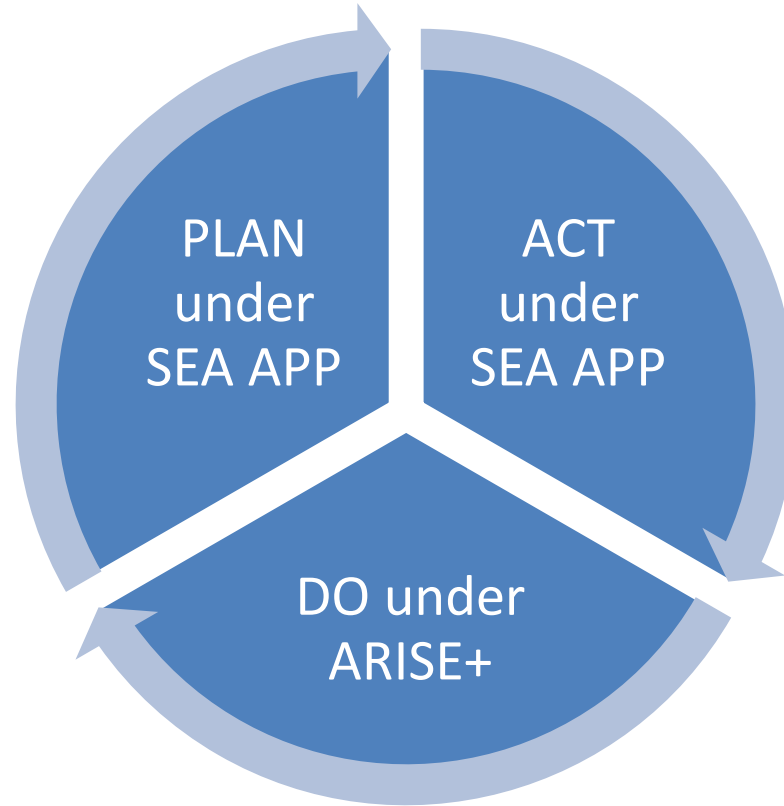 PLAN
under
SEA APP
ACT
under
SEA APP
DO under
ARISE+